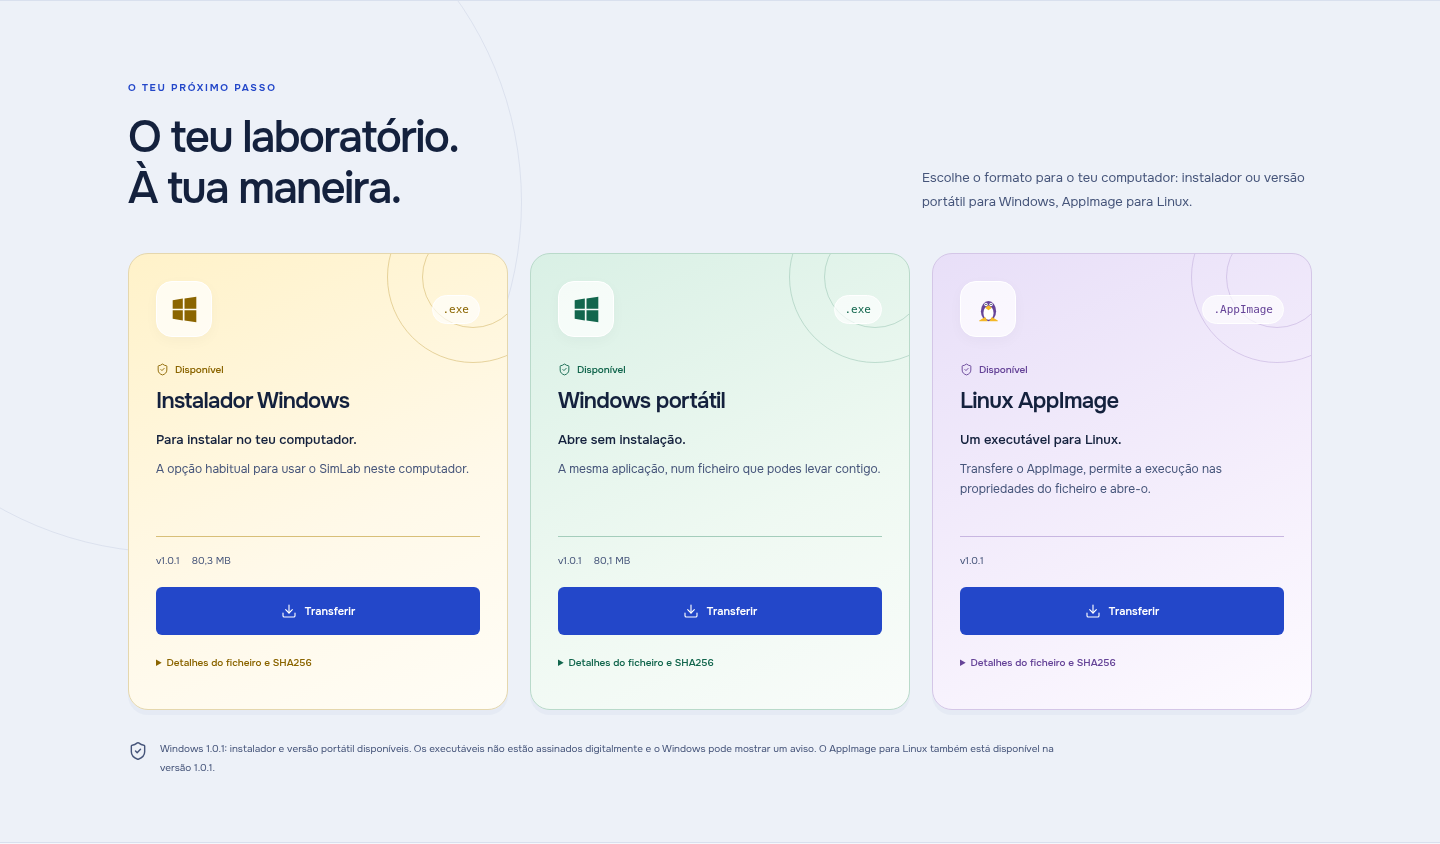 O TEU PRÓXIMO PASSO
O teu laboratório.
À tua maneira.
Escolhe o formato para o teu computador: instalador ou versão
portátil para Windows, AppImage para Linux.
.exe
Disponível
Instalador Windows
Para instalar no teu computador.
A opção habitual para usar o SimLab neste computador.
v1.0.1 80,3 MB
Transferir
Detalhes do ficheiro e SHA256
.exe
Disponível
Windows portátil
Abre sem instalação.
A mesma aplicação, num ficheiro que podes levar contigo.
v1.0.1 80,1 MB
Transferir
Detalhes do ficheiro e SHA256
.AppImage
Disponível
Linux AppImage
Um executável para Linux.
Transfere o AppImage, permite a execução nas
propriedades do ficheiro e abre-o.
v1.0.1
Transferir
Detalhes do ficheiro e SHA256
Windows 1.0.1: instalador e versão portátil disponíveis. Os executáveis não estão assinados digitalmente e o Windows pode mostrar um aviso. O AppImage para Linux também está disponível na
versão 1.0.1.